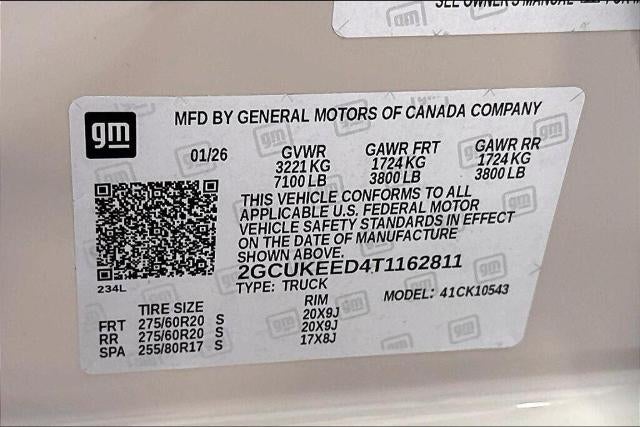 SEE OWNER'S MANUAL
gm
MFD BY GENERAL MOTORS OF CANADA COMPANY
01/26 GVWR GAWR FRT GAWR RR
3221 KG 1724 KG 1724 KG
7100 LB 3800 LB 3800 LB
THIS VEHICLE CONFORMS TO ALL
APPLICABLE U.S. FEDERAL MOTOR
VEHICLE SAFETY STANDARDS IN EFFECT
ON THE DATE OF MANUFACTURE
SHOWN ABOVE.
2GCUKEED4T1162811
234L
TYPE: TRUCK MODEL: 41CK10543
TIRE SIZE RIM
FRT 275/60R20 S 20X9J
RR 275/60R20 S 20X9J
SPA 255/80R17 S 17X8J